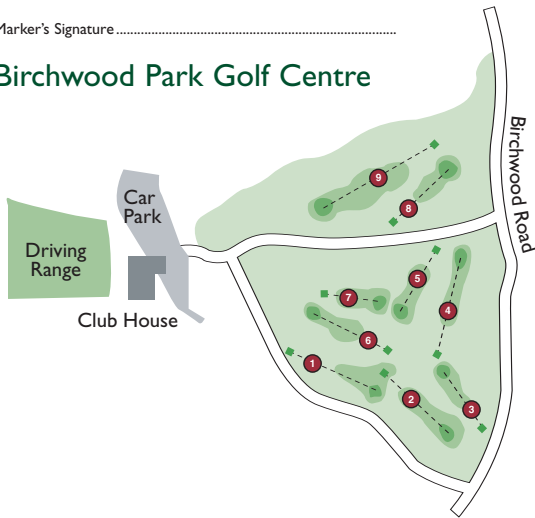 Marker's Signature................................................................................
Birchwood Park Golf Centre
Birchwood Road
Car
Park
Driving
Range
Club House
9
8
5
7
4
6
1
2
3